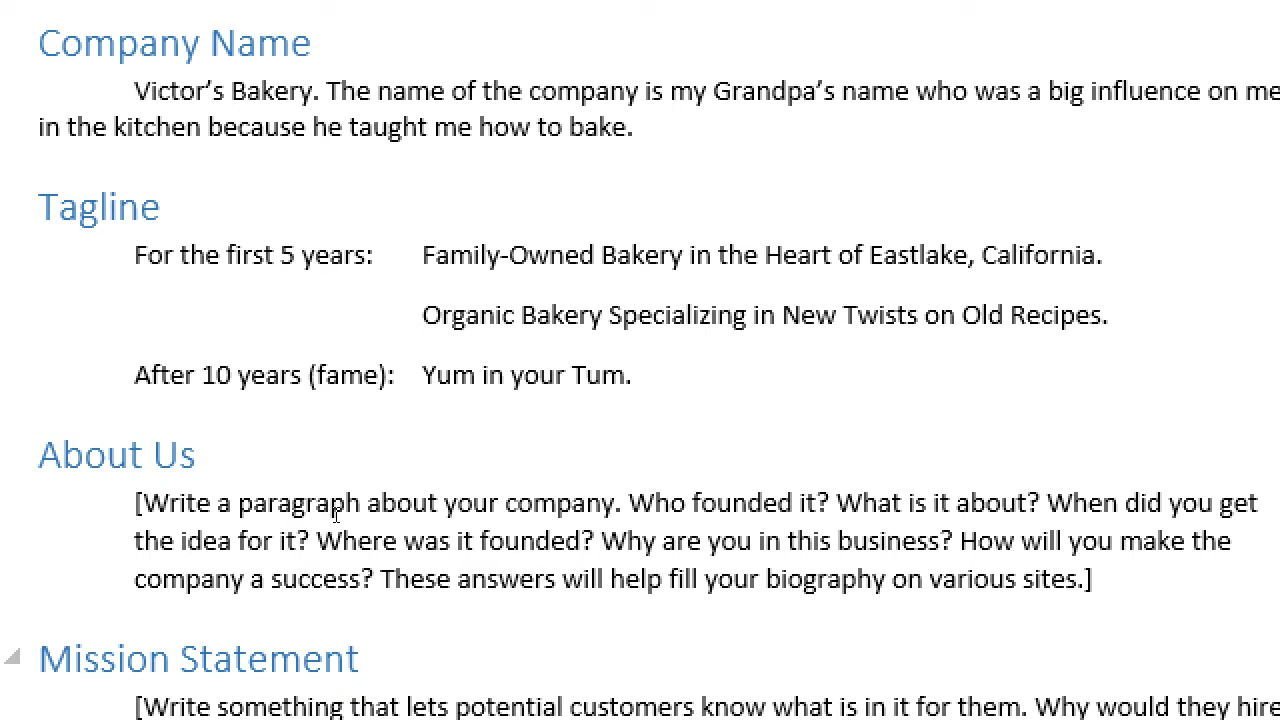 Company Name
Victor’s Bakery. The name of the company is my Grandpa’s name who was a big influence on me
in the kitchen because he taught me how to bake.
Tagline
For the first 5 years: Family-Owned Bakery in the Heart of Eastlake, California.
Organic Bakery Specializing in New Twists on Old Recipes.
After 10 years (fame): Yum in your Tum.
About Us
[Write a paragraph about your company. Who founded it? What is it about? When did you get
the idea for it? Where was it founded? Why are you in this business? How will you make the
company a success? These answers will help fill your biography on various sites.]
Mission Statement
[Write something that lets potential customers know what is in it for them. Why would they hire